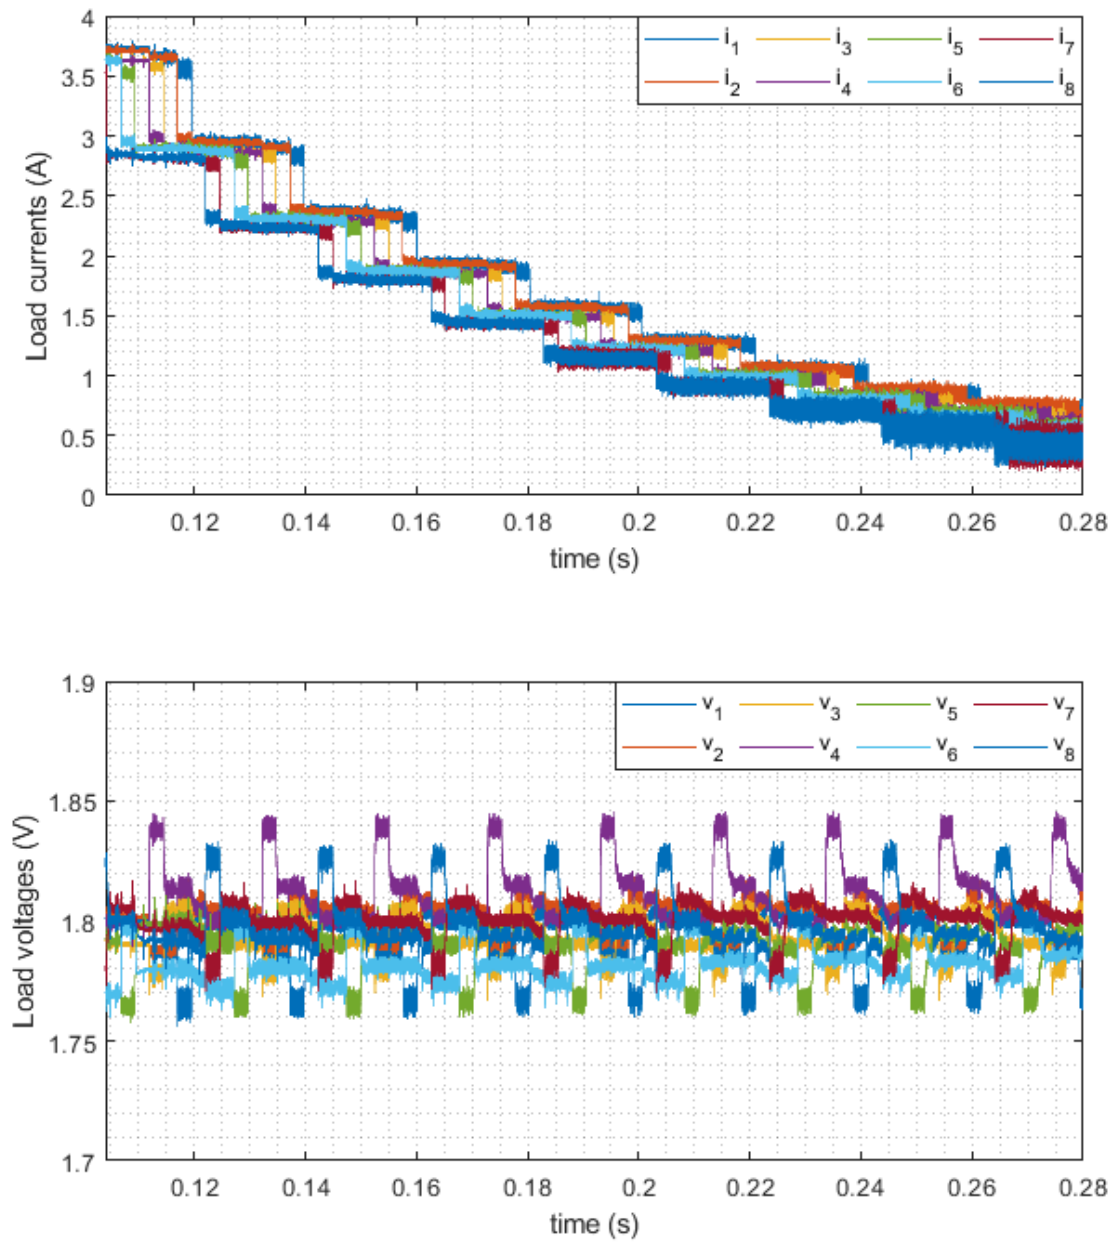 4
3.5
3
2.5
2
1.5
1
0.5
0
Load currents (A)
i1 i3 i5 i7
i2 i4 i6 i8
0.12 0.14 0.16 0.18 0.2 0.22 0.24 0.26 0.28
time (s)
1.9
1.85
1.8
1.75
1.7
Load voltages (V)
v1 v3 v5 v7
v2 v4 v6 v8
0.12 0.14 0.16 0.18 0.2 0.22 0.24 0.26 0.28
time (s)